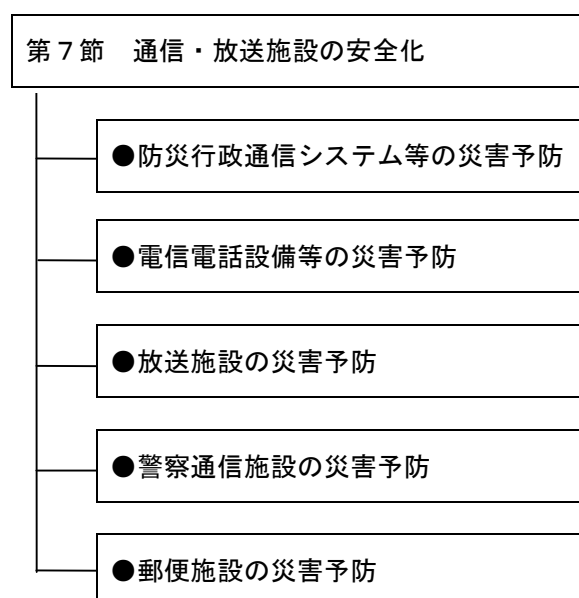 第７節　通信・放送施設の安全化
●防災行政通信システム等の災害予防
●電信電話設備等の災害予防
●放送施設の災害予防
●警察通信施設の災害予防
●郵便施設の災害予防